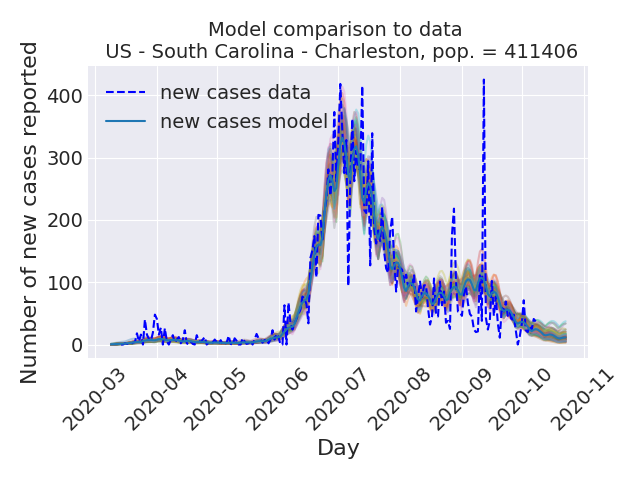 Model comparison to data
US - South Carolina - Charleston, pop. = 411406
Number of new cases reported
400
300
200
100
0
new cases data
new cases model
2020-03
2020-04
2020-05
2020-06
2020-07
2020-08
2020-09
2020-10
2020-11
Day